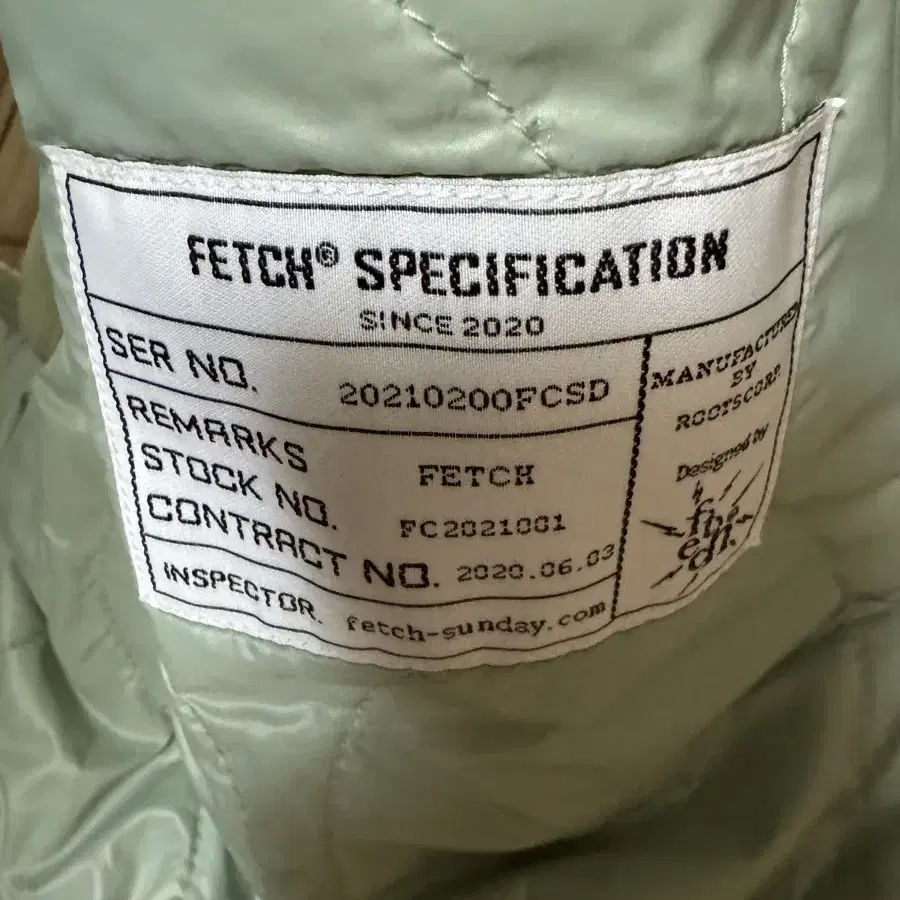 FETCH® SPECIFICATION
SINCE 2020
SER NO. 20210200FCSD
REMARKS FETCH
STOCK NO. FC2021001
CONTRACT NO. 2020.06.03
INSPECTOR. fetch-sunday.com
MANUFACTURED
BY
ROOTSCORP.
Designed by